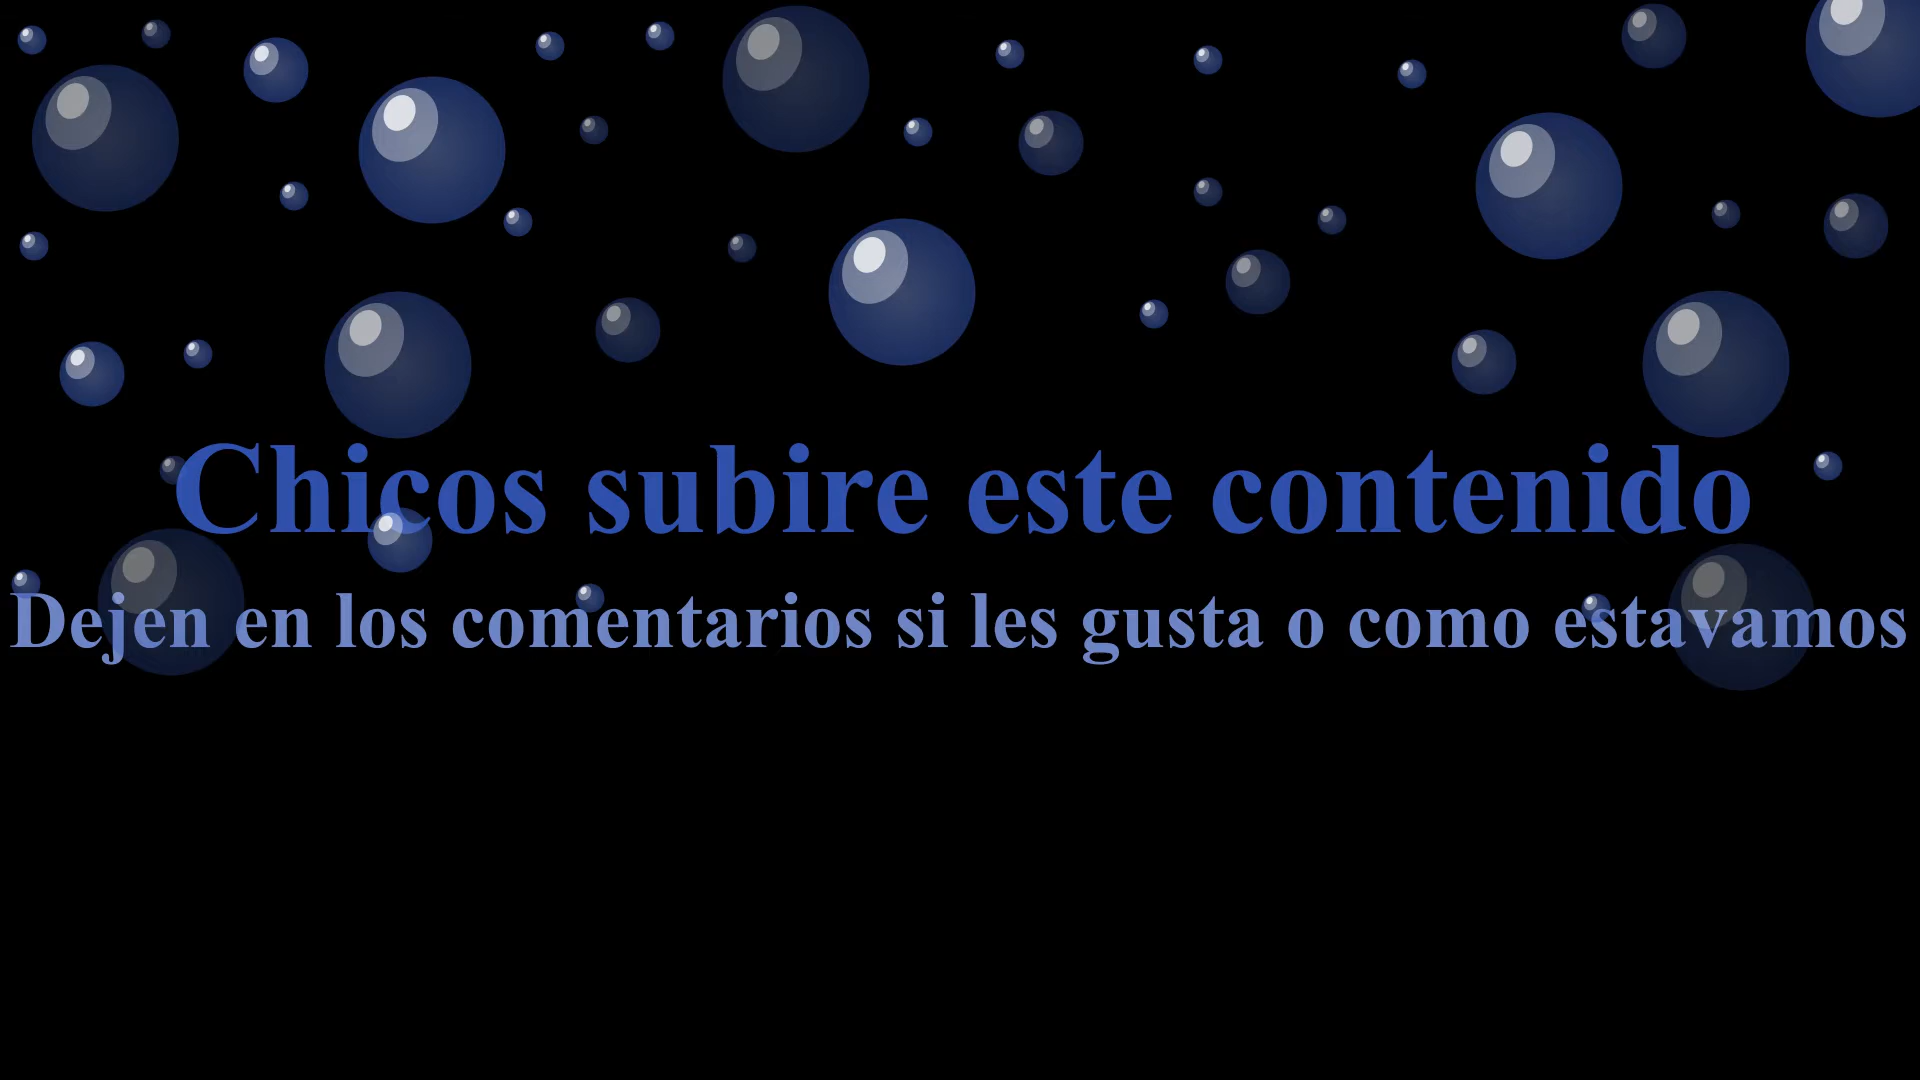 Chicos subire este contenido
Dejen en los comentarios si les gusta o como estavamos